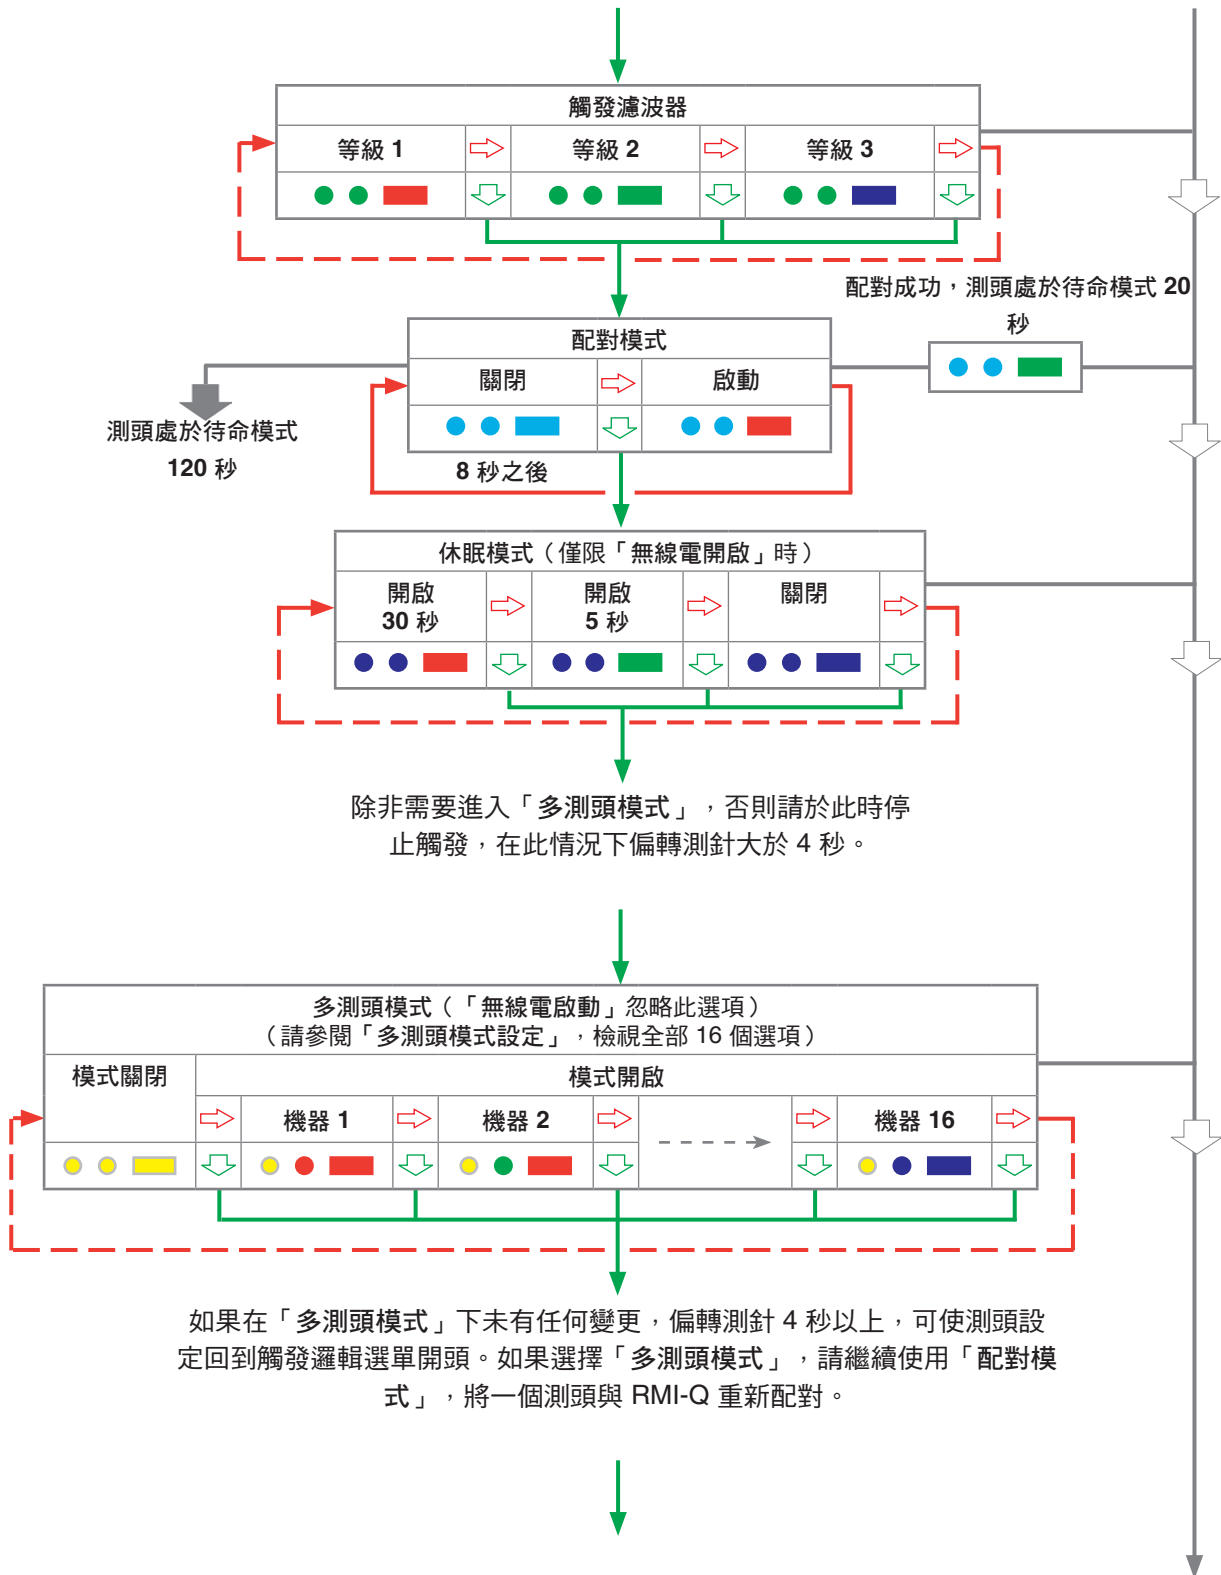 觸發濾波器
等級 1
等級 2
等級 3
配對成功，測頭處於待命模式 20
秒
配對模式
關閉
啟動
測頭處於待命模式
120 秒
8 秒之後
休眠模式（僅限「無線電開啟」時）
開啟
30 秒
開啟
5 秒
關閉
除非需要進入「多測頭模式」，否則請於此時停
止觸發，在此情況下偏轉測針大於 4 秒。
多測頭模式（「無線電啟動」忽略此選項）
（請參閱「多測頭模式設定」，檢視全部 16 個選項）
模式關閉
模式開啟
機器 1
機器 2
機器 16
如果在「多測頭模式」下未有任何變更，偏轉測針 4 秒以上，可使測頭設
定回到觸發邏輯選單開頭。如果選擇「多測頭模式」，請繼續使用「配對模
式」，將一個測頭與 RMI-Q 重新配對。